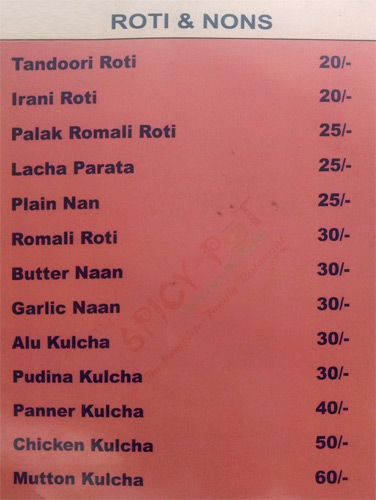 ROTI & NONS
Tandoori Roti 20/-
Irani Roti 20/-
Palak Romali Roti 25/-
Lacha Parata 25/-
Plain Nan 25/-
Romali Roti 30/-
Butter Naan 30/-
Garlic Naan 30/-
Alu Kulcha 30/-
Pudina Kulcha 30/-
Panner Kulcha 40/-
Chicken Kulcha 50/-
Mutton Kulcha 60/-
SPICY POT